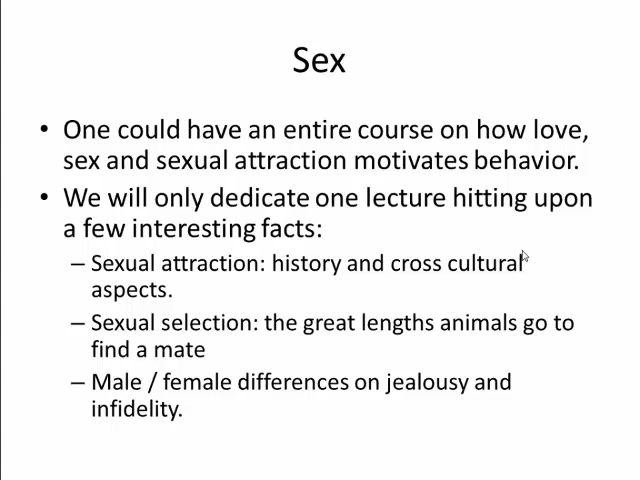 Sex
• One could have an entire course on how love,
sex and sexual attraction motivates behavior.
• We will only dedicate one lecture hitting upon
a few interesting facts:
– Sexual attraction: history and cross cultural
aspects.
– Sexual selection: the great lengths animals go to
find a mate
– Male / female differences on jealousy and
infidelity.